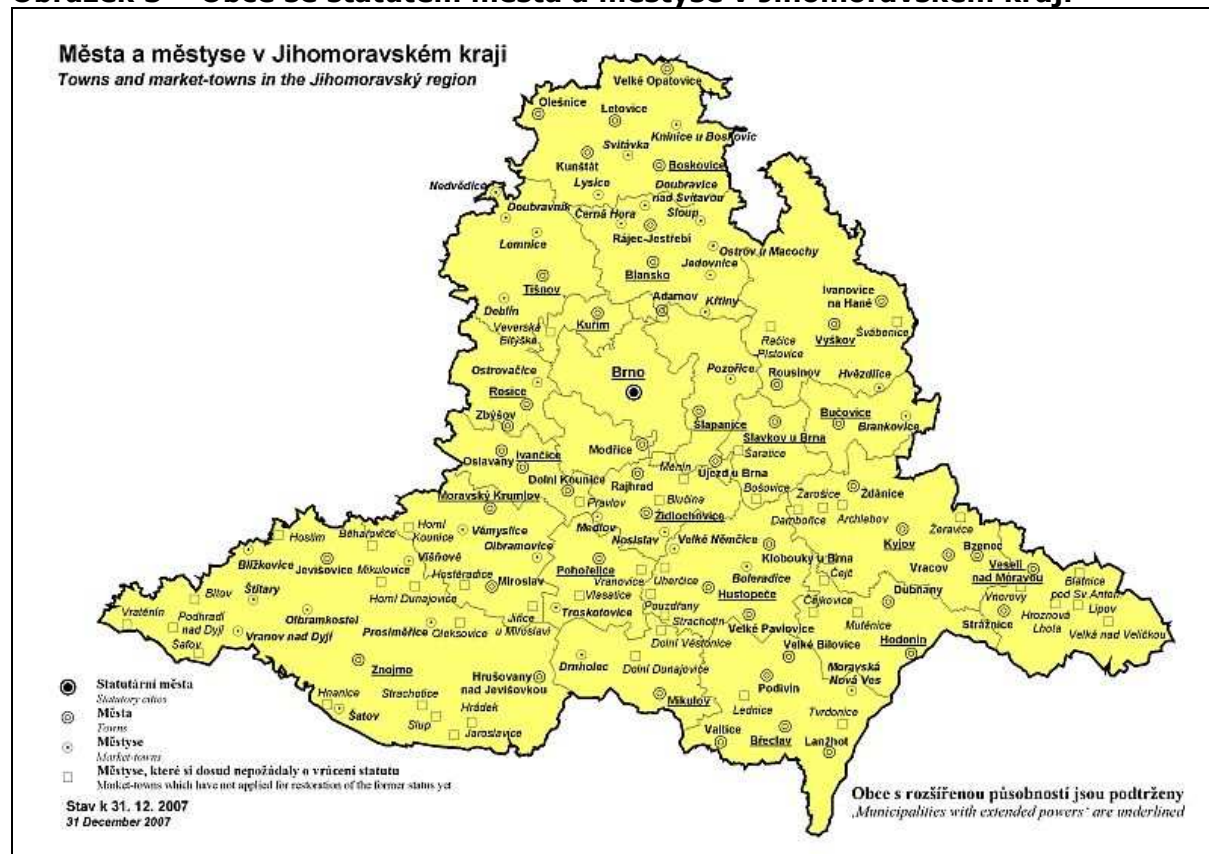 Obrázek 3 – Obce se statutem města a městyse v Jihomoravském kraji
Města a městyse v Jihomoravském kraji
Towns and market-towns in the Jihomoravský region
Velké Opatovice
Olešnice
Letovice
Knínice u Boskovic
Svitávka
Kunštát
Boskovice
Nedvědice
Lysice
Doubravice
nad Svitavou
Doubravník
Černá Hora
Sloup
Lomnice
Rájec-Jestřebí
Ostrov u Macochy
Blansko
Jedovnice
Tišnov
Ivanovice
na Hané
Deblín
Adamov
Křtiny
Veverská
Bítýška
Kuřim
Švábenice
Račice
Pístovice
Vyškov
Ostrovačice
Brno
Pozořice
Rousínov
Hvězdlice
Rosice
Zbýšov
Šlapanice
Bučovice
Brankovice
Slavkov u Brna
Modřice
Šaratice
Oslavany
Ivančice
Měnín
Újezd u Brna
Dolní Kounice
Rajhrad
Bošovice
Moravský Krumlov
Pravlov
Blučina
Žarošice
Ždánice
Medlov
Židlochovice
Dambořice
Archlebov
Hostim
Běhařovice
Horní
Kounice
Vémyslice
Nosislav
Velké Němčice
Žeravice
Olbramovice
Klobouky u Brna
Kyjov
Bzenec
Blížkovice
Jevišovice
Mikulovice
Višňové
Hostěradice
Miroslav
Pohořelice
Uherčice
Boleradice
Vracov
Veselí
nad Moravou
Bítov
Štítary
Horní Dunajovice
Vranovice
Hustopeče
Čejč
Blatnice
pod Sv Ant
Vratěnín
Podhradí
nad Dyjí
Olbramkostel
Jiřice
u Miroslavi
Vlasatice
Pouzdřany
Čejkovice
Dubňany
Vnorovy
Lipov
Šafov
Vranov nad Dyjí
Prosiměřice
Oleksovice
Troskotovice
Strachotín
Velké Pavlovice
Mutěnice
Strážnice
Hroznová
Lhota
Velká nad Veličkou
Dolní Věstonice
Velké Bílovice
Hodonín
Znojmo
Drnholec
Dolní Dunajovice
Moravská
Nová Ves
Hrušovany
nad Jevišovkou
Podivín
Hnanice
Strachotice
Mikulov
Lednice
Tvrdonice
Šatov
Slup
Hrádek
Jaroslavice
Valtice
Břeclav
Lanžhot
Statutární města
Statutory cities
Města
Towns
Městyse
Market-towns
Městyse, které si dosud nepožádaly o vrácení statutu
Market-towns which have not applied for restoration of the former status yet
Stav k 31. 12. 2007
31 December 2007
Obce s rozšířenou působností jsou podtrženy
‚Municipalities with extended powers‘ are underlined